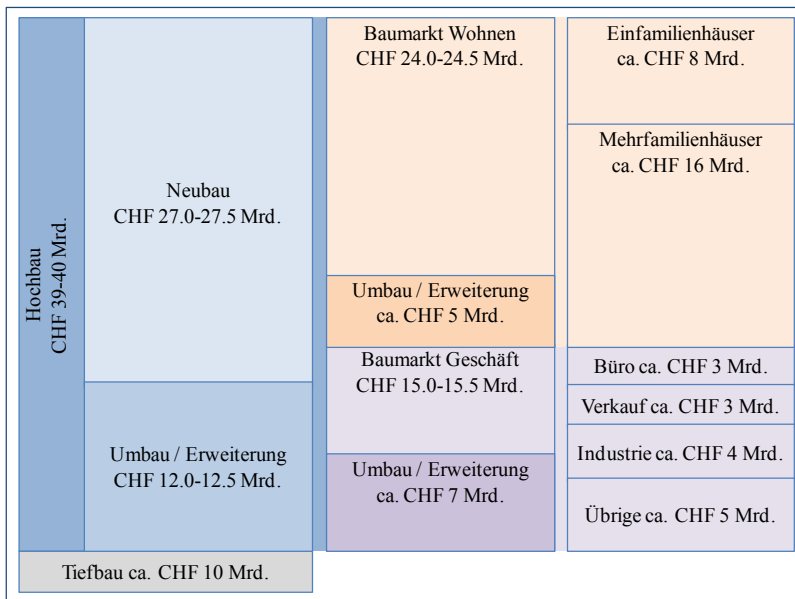 Hochbau
CHF 39-40 Mrd.
Neubau
CHF 27.0-27.5 Mrd.
Umbau / Erweiterung
CHF 12.0-12.5 Mrd.
Tiefbau ca. CHF 10 Mrd.
Baumarkt Wohnen
CHF 24.0-24.5 Mrd.
Umbau / Erweiterung
ca. CHF 5 Mrd.
Baumarkt Geschäft
CHF 15.0-15.5 Mrd.
Umbau / Erweiterung
ca. CHF 7 Mrd.
Einfamilienhäuser
ca. CHF 8 Mrd.
Mehrfamilienhäuser
ca. CHF 16 Mrd.
Büro ca. CHF 3 Mrd.
Verkauf ca. CHF 3 Mrd.
Industrie ca. CHF 4 Mrd.
Übrige ca. CHF 5 Mrd.